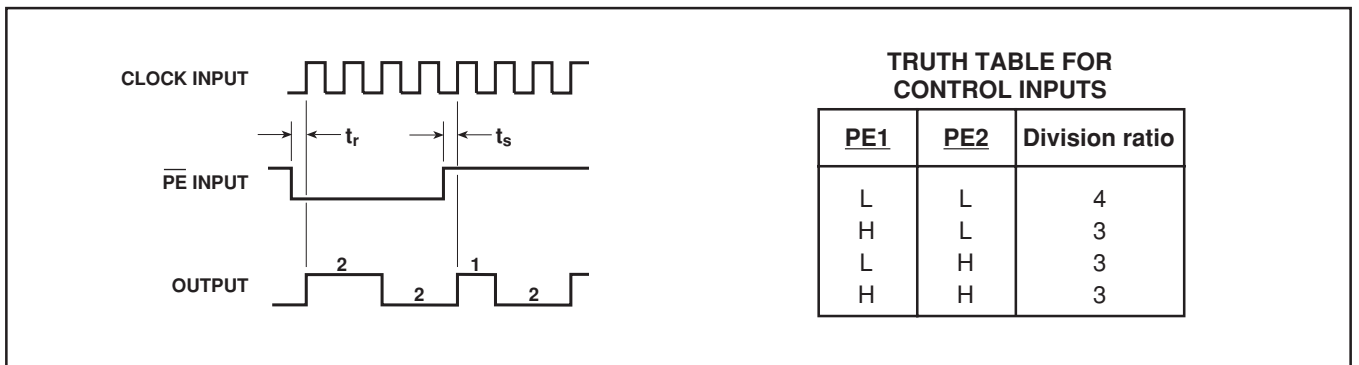 CLOCK INPUT
tr
ts
PE INPUT
OUTPUT
2
2
1
2
TRUTH TABLE FOR
CONTROL INPUTS
PE1 PE2 Division ratio
L L 4
H L 3
L H 3
H H 3